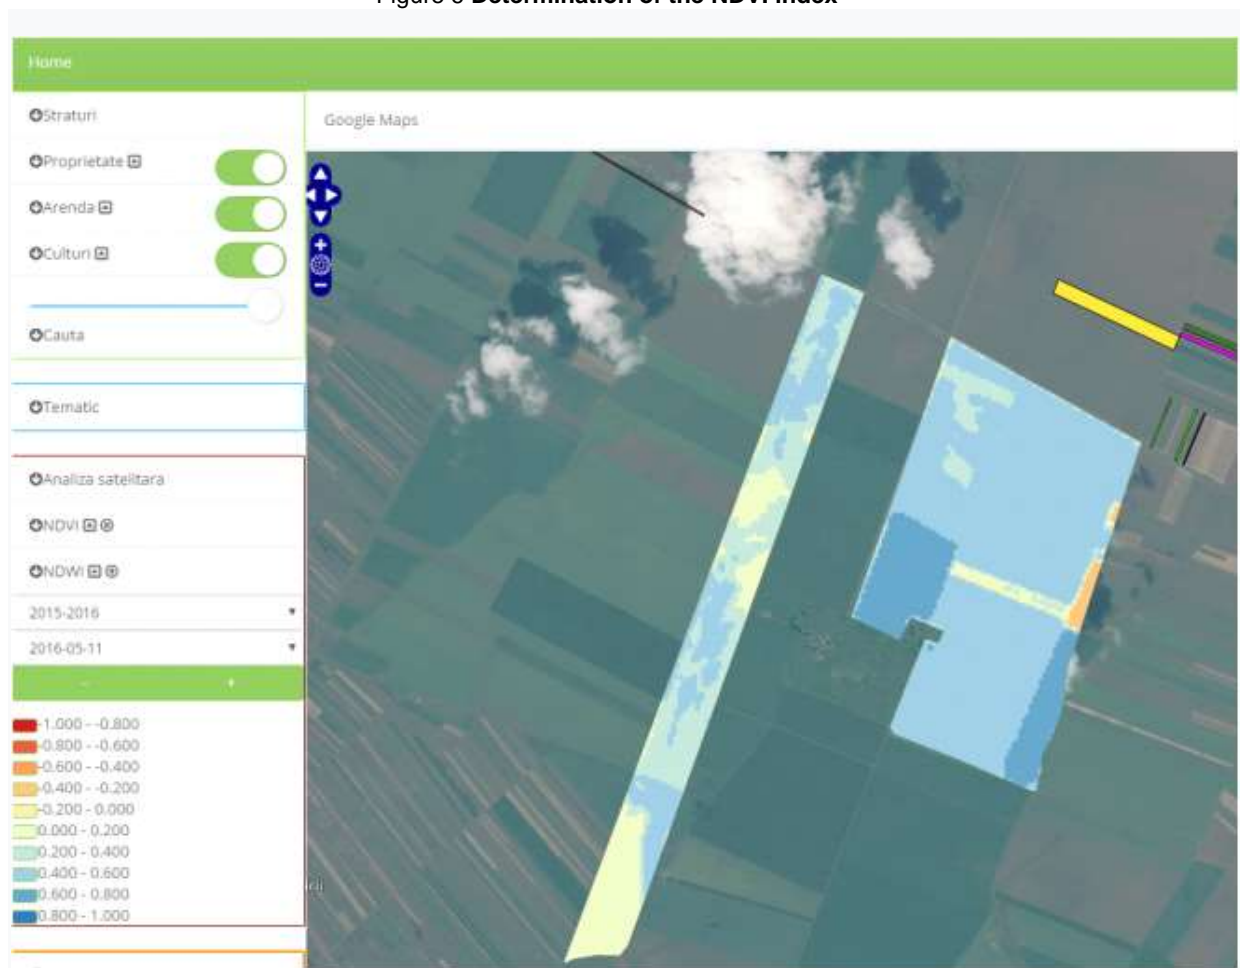 Determination of the NDVI Index
Home
Straturi
Google Maps
Proprietate
Arenda
Culturi
Cauta
Tematic
Analiza satelitara
NDVI
NDWI
2015-2016
2016-05-11
- +
-1.000 - -0.800
-0.800 - -0.600
-0.600 - -0.400
-0.400 - -0.200
-0.200 - 0.000
0.000 - 0.200
0.200 - 0.400
0.400 - 0.600
0.600 - 0.800
0.800 - 1.000